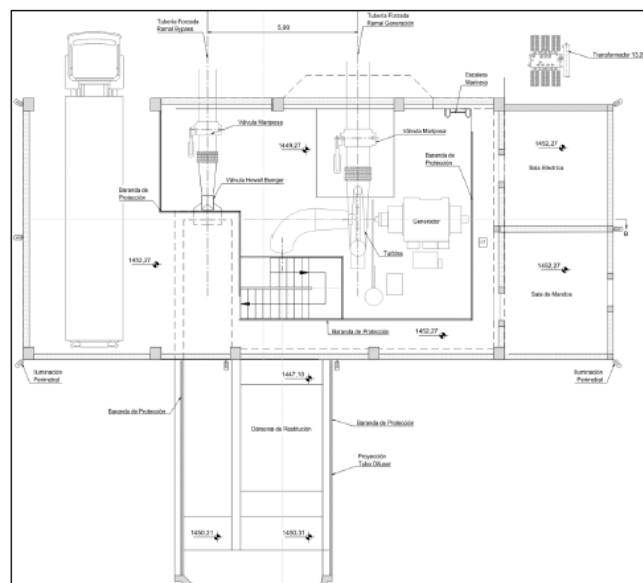 Tubería Forzada
Ramal Bypass
Tubería Forzada
Ramal Generación
5,90
Transformador 13,2
Escalera
Marinera
Válvula Mariposa
Válvula Mariposa
1449,27
1452,27
Baranda de
Protección
Sala Eléctrica
Válvula Howell Bunger
Baranda de
Protección
Generador
B
Turbina
1452,27
1452,27
Sala de Mandos
Baranda de Protección
1452,27
Iluminación
Perimetral
Iluminación
Perimetral
1447,10
Baranda de Protección
Dársena de Restitución
Baranda de Protección
Proyección
Tubo Difusor
1450,31
1450,31